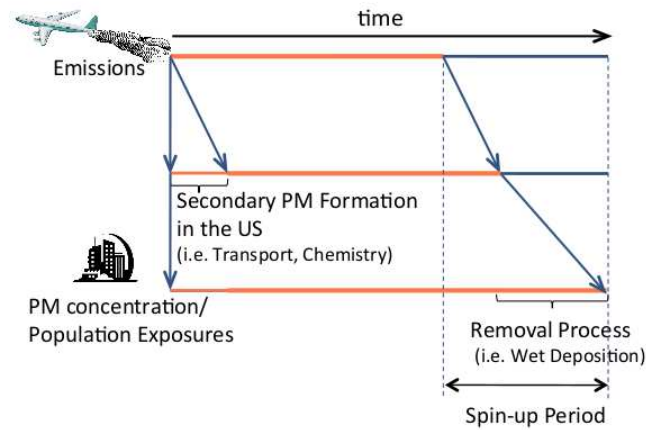 time
Emissions
Secondary PM Formation
in the US
(i.e. Transport, Chemistry)
PM concentration/
Population Exposures
Removal Process
(i.e. Wet Deposition)
Spin-up Period